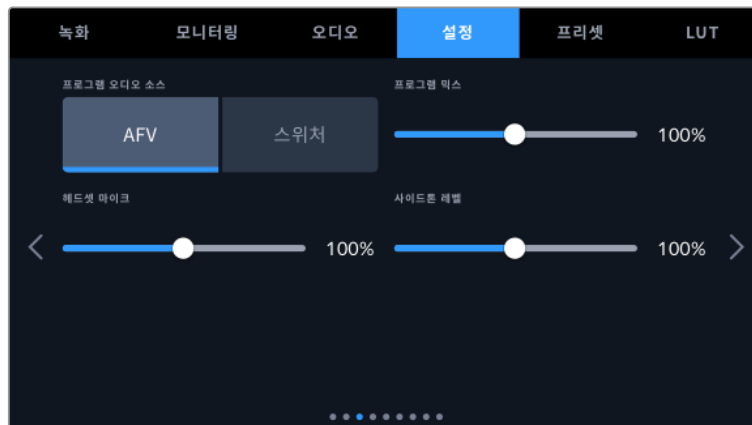 녹화 모니터링 오디오 설정 프리셋 LUT
프로그램 오디오 소스 프로그램 믹스
AFV 스위처 100%
헤드셋 마이크 사이드톤 레벨
100% 100%